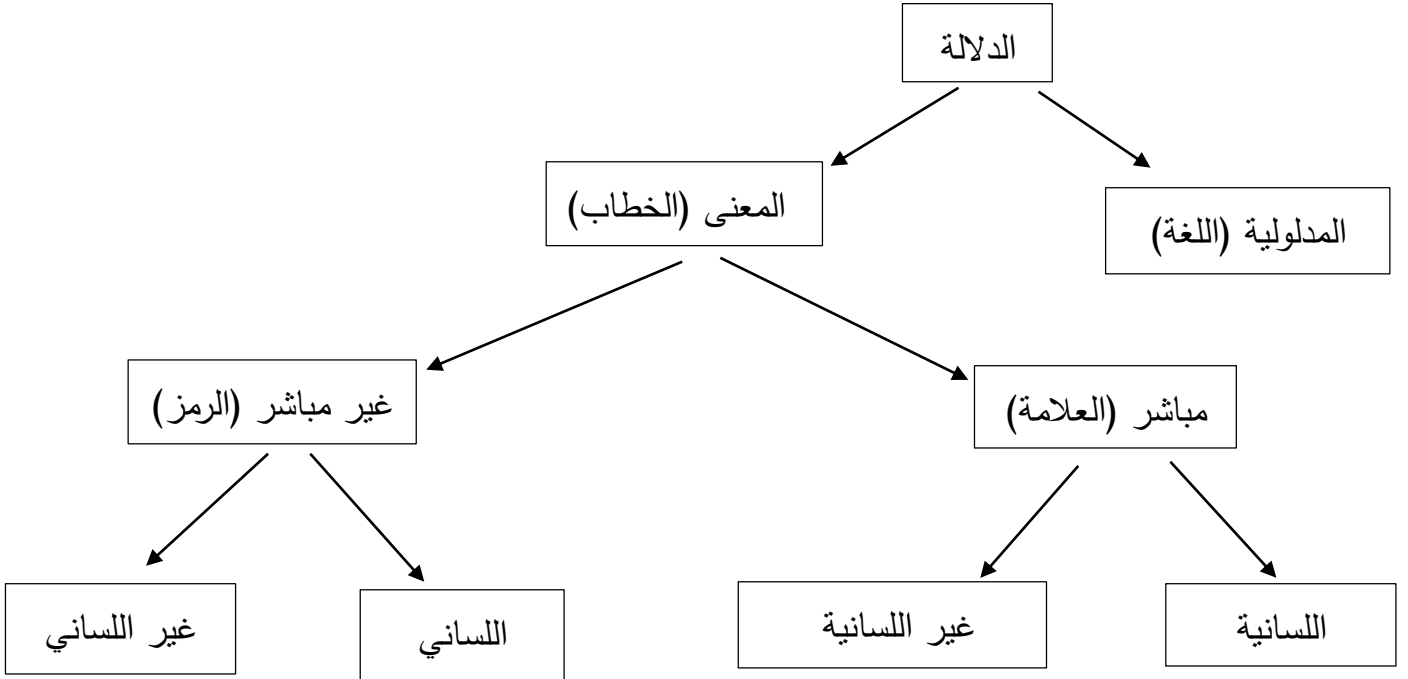 الدلالة
المعنى (الخطاب)
المدلولية (اللغة)
مباشر (العلامة)
غير مباشر (الرمز)
اللسانية
غير اللسانية
اللساني
غير اللساني